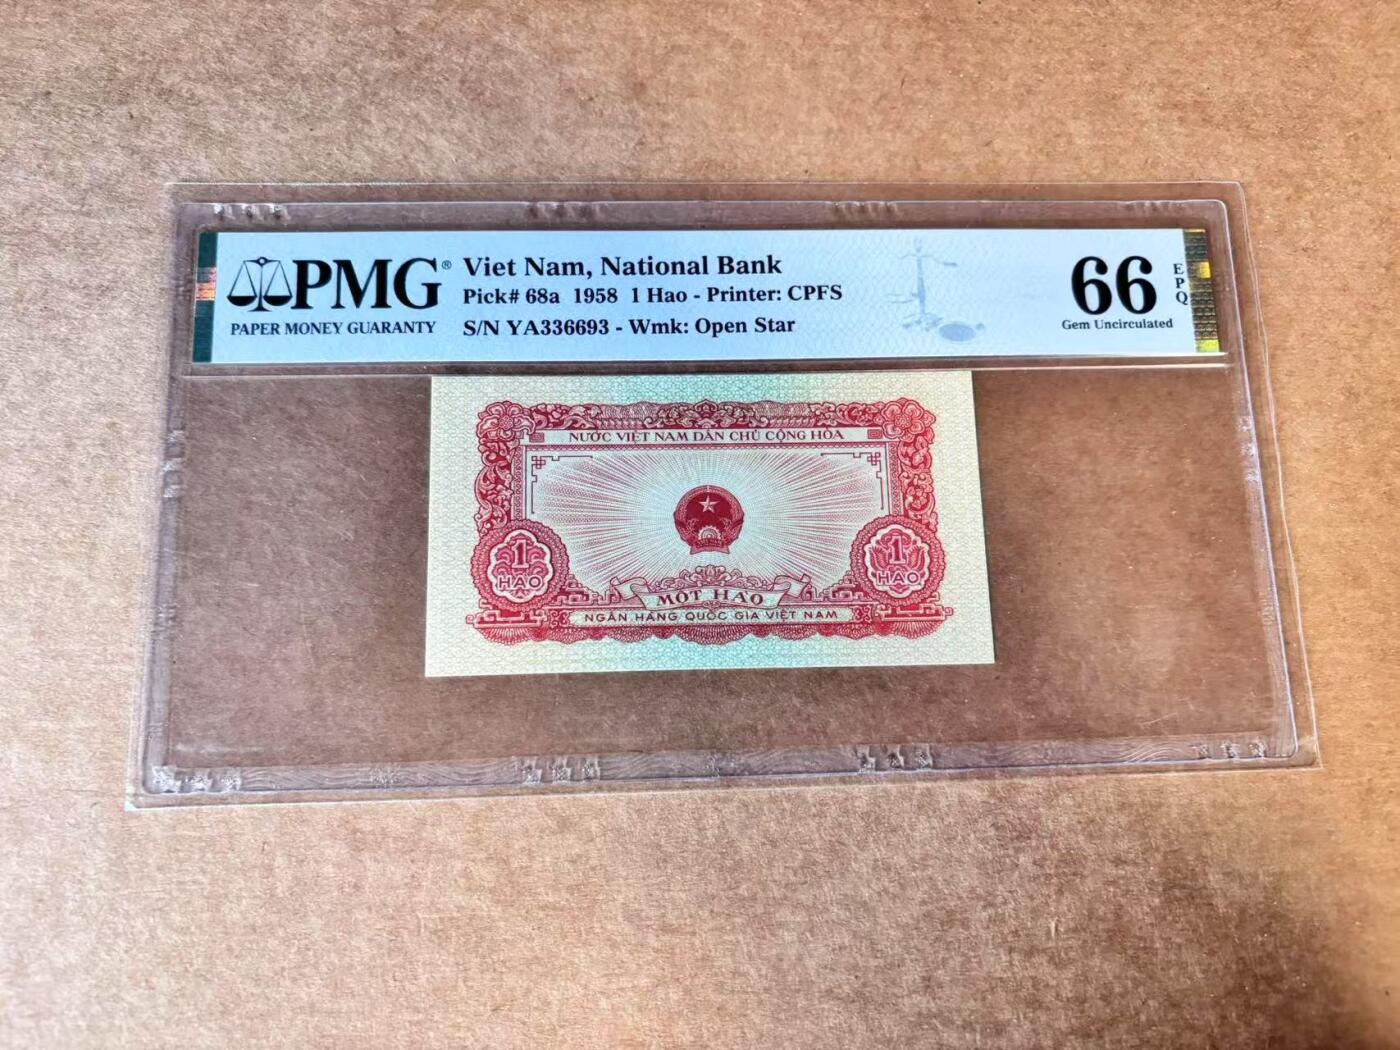 PMG®
PAPER MONEY GUARANTY
Viet Nam, National Bank
Pick# 68a 1958 1 Hao - Printer: CPFS
S/N YA336693 - Wmk: Open Star
66 EPQ
Gem Uncirculated
NƯỚC VIỆT NAM DÂN CHỦ CỘNG HÒA
1
HÀO
1
HÀO
MỘT HÀO
NGÂN HÀNG QUỐC GIA VIỆT NAM